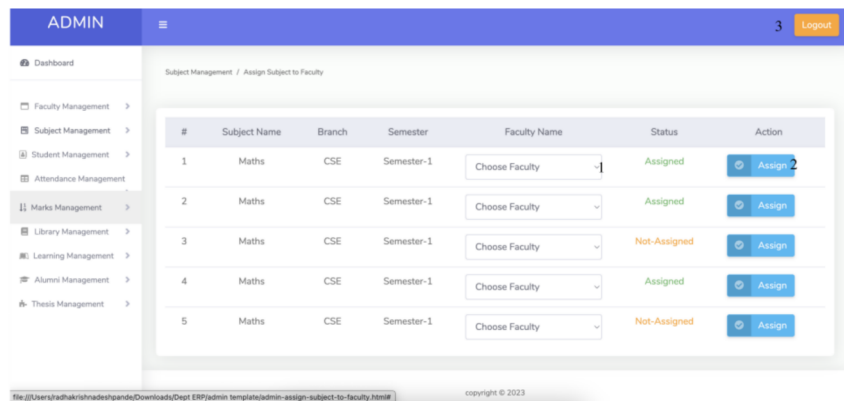 ADMIN
3 Logout
Dashboard
Subject Management / Assign Subject to Faculty
Faculty Management
Subject Management
Student Management
Attendance Management
Marks Management
Library Management
Learning Management
Alumni Management
Thesis Management
# Subject Name Branch Semester Faculty Name Status Action
1 Maths CSE Semester-1 Choose Faculty 1 Assigned Assign 2
2 Maths CSE Semester-1 Choose Faculty Assigned Assign
3 Maths CSE Semester-1 Choose Faculty Not-Assigned Assign
4 Maths CSE Semester-1 Choose Faculty Assigned Assign
5 Maths CSE Semester-1 Choose Faculty Not-Assigned Assign
copyright © 2023
file:///Users/radhakrishnadeshpande/Downloads/Dept ERP/admin template/admin-assign-subject-to-faculty.html#